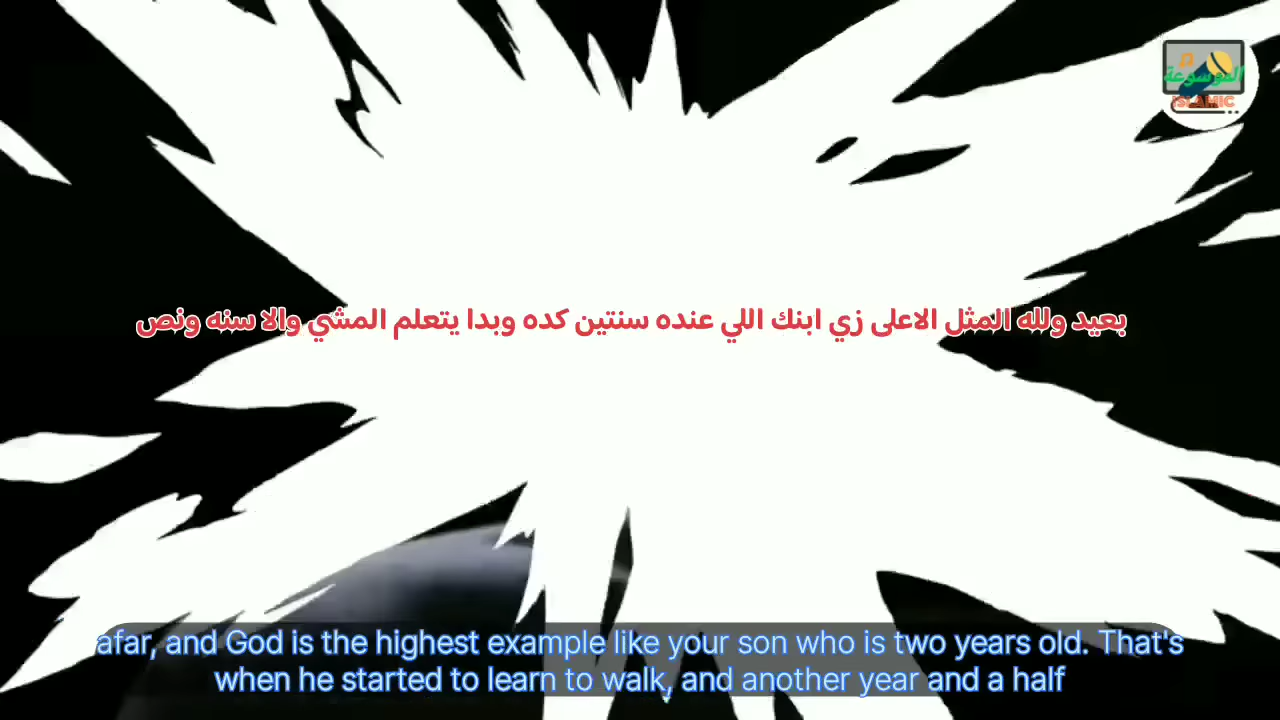 الموسوعة
ISLAMIC
بعيد ولله المثل الاعلى زي ابنك اللي عنده سنتين كده وبدا يتعلم المشي والا سنه ونص
afar, and God is the highest example like your son who is two years old. That's
when he started to learn to walk, and another year and a half